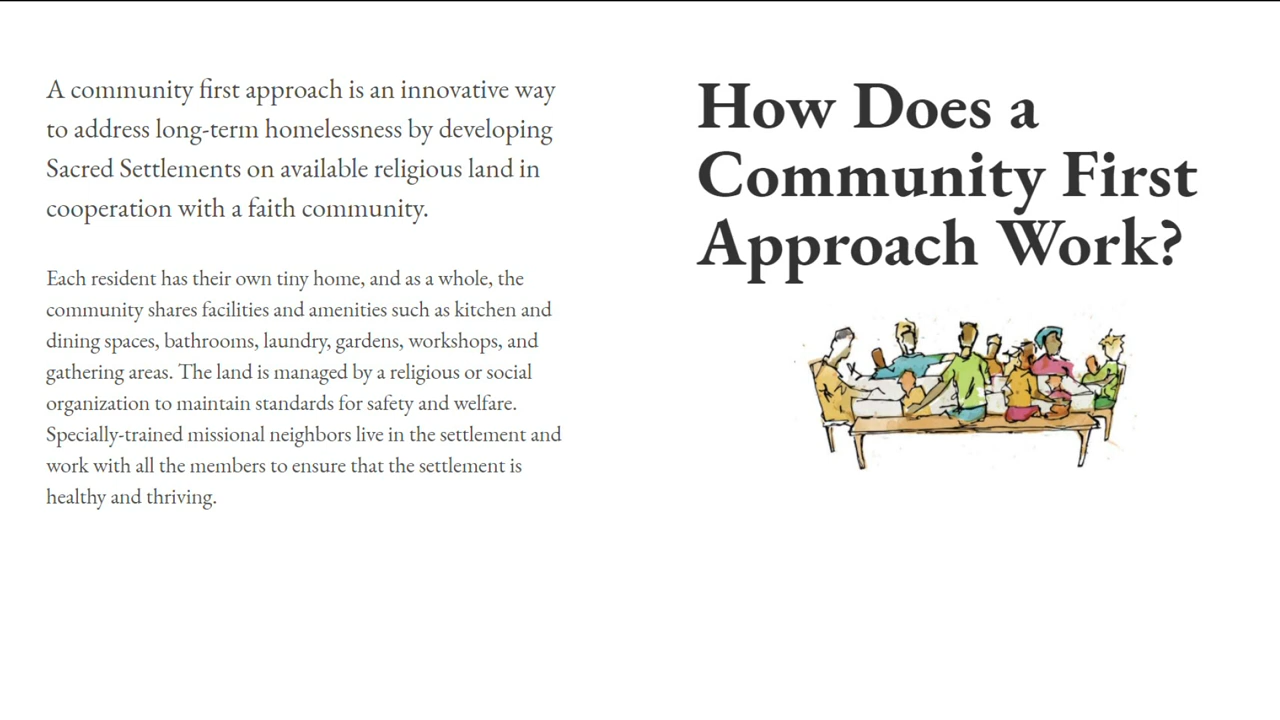 A community first approach is an innovative way
to address long-term homelessness by developing
Sacred Settlements on available religious land in
cooperation with a faith community.
Each resident has their own tiny home, and as a whole, the
community shares facilities and amenities such as kitchen and
dining spaces, bathrooms, laundry, gardens, workshops, and
gathering areas. The land is managed by a religious or social
organization to maintain standards for safety and welfare.
Specially-trained missional neighbors live in the settlement and
work with all the members to ensure that the settlement is
healthy and thriving.
How Does a
Community First
Approach Work?